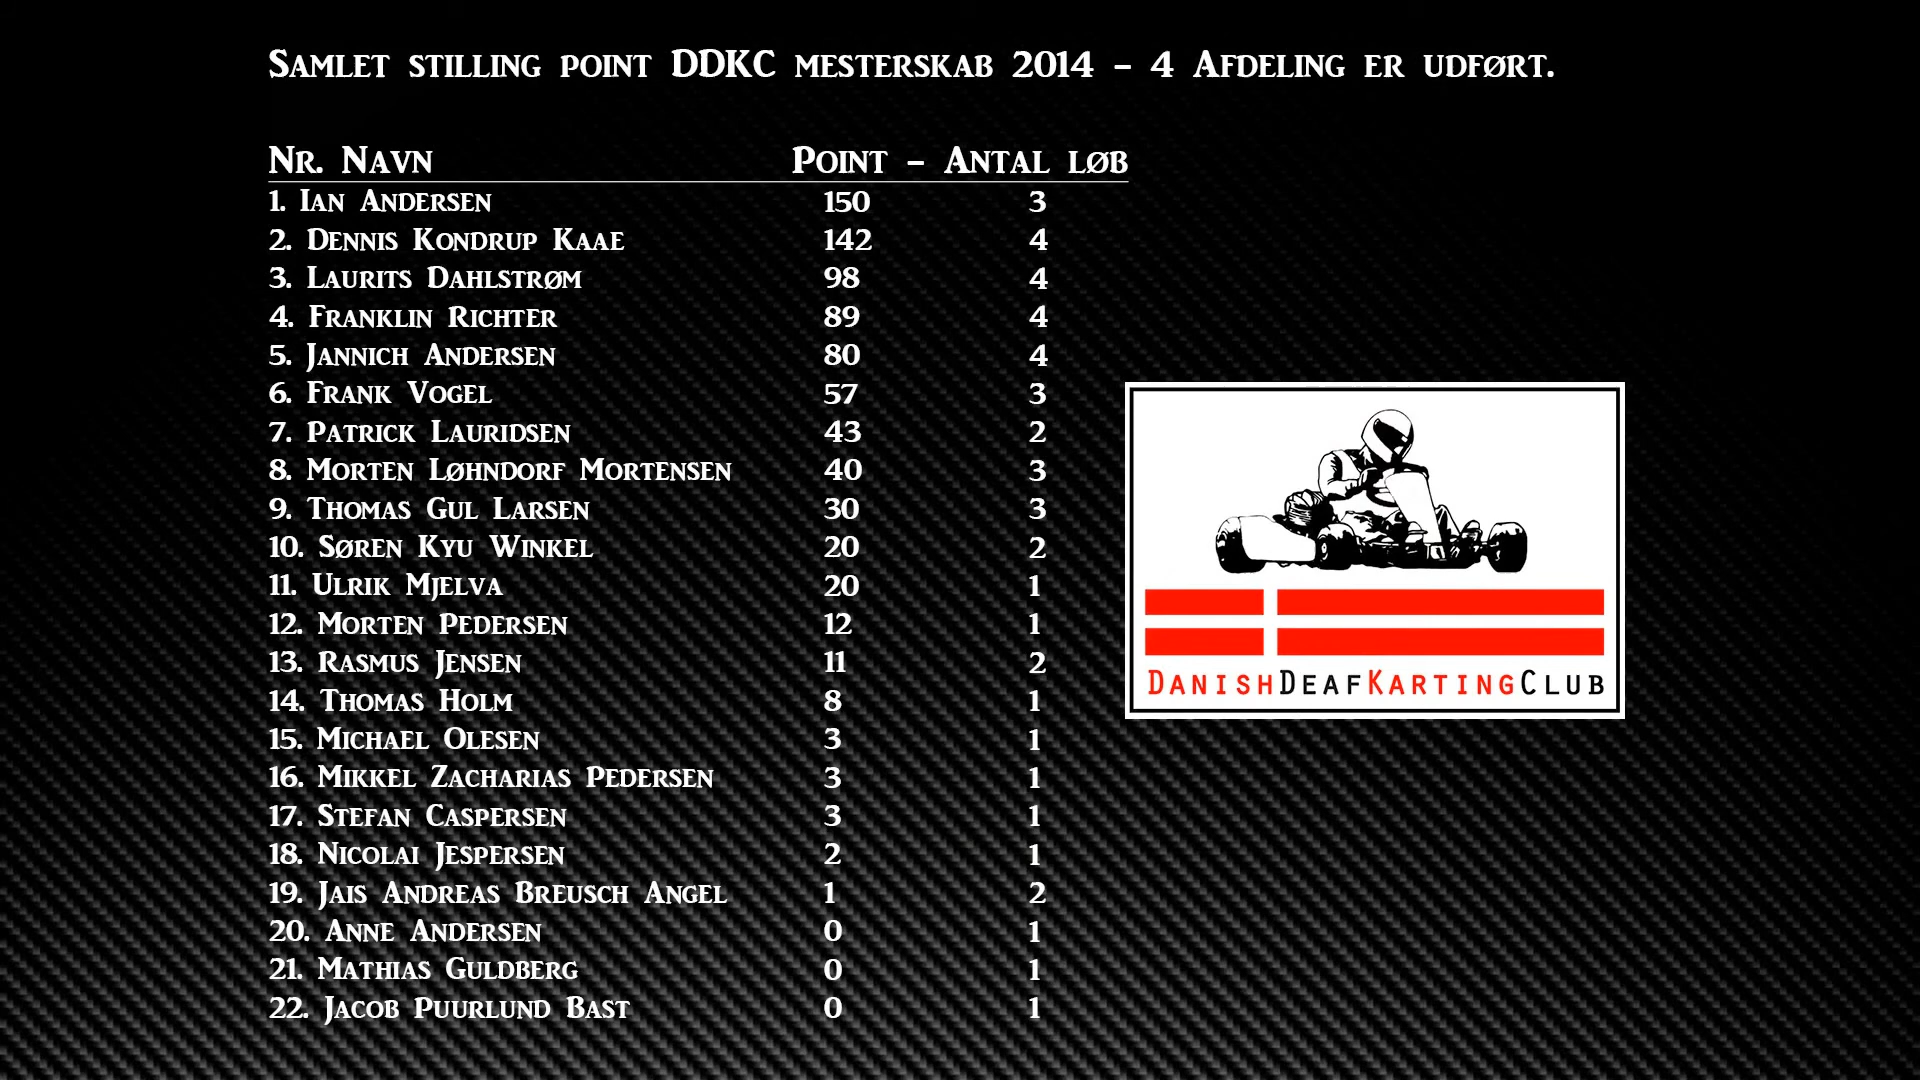 Samlet stilling point DDKC mesterskab 2014 - 4 Afdeling er udført.
Nr. Navn Point - Antal løb
1. Ian Andersen 150 3
2. Dennis Kondrup Kaae 142 4
3. Laurits Dahlstrøm 98 4
4. Franklin Richter 89 4
5. Jannich Andersen 80 4
6. Frank Vogel 57 3
7. Patrick Lauridsen 43 2
8. Morten Løhndorf Mortensen 40 3
9. Thomas Gul Larsen 30 3
10. Søren Kyu Winkel 20 2
11. Ulrik Mjelva 20 1
12. Morten Pedersen 12 1
13. Rasmus Jensen 11 2
14. Thomas Holm 8 1
15. Michael Olesen 3 1
16. Mikkel Zacharias Pedersen 3 1
17. Stefan Caspersen 3 1
18. Nicolai Jespersen 2 1
19. Jais Andreas Breusch Angel 1 2
20. Anne Andersen 0 1
21. Mathias Guldberg 0 1
22. Jacob Puurlund Bast 0 1
DanishDeafKartingClub